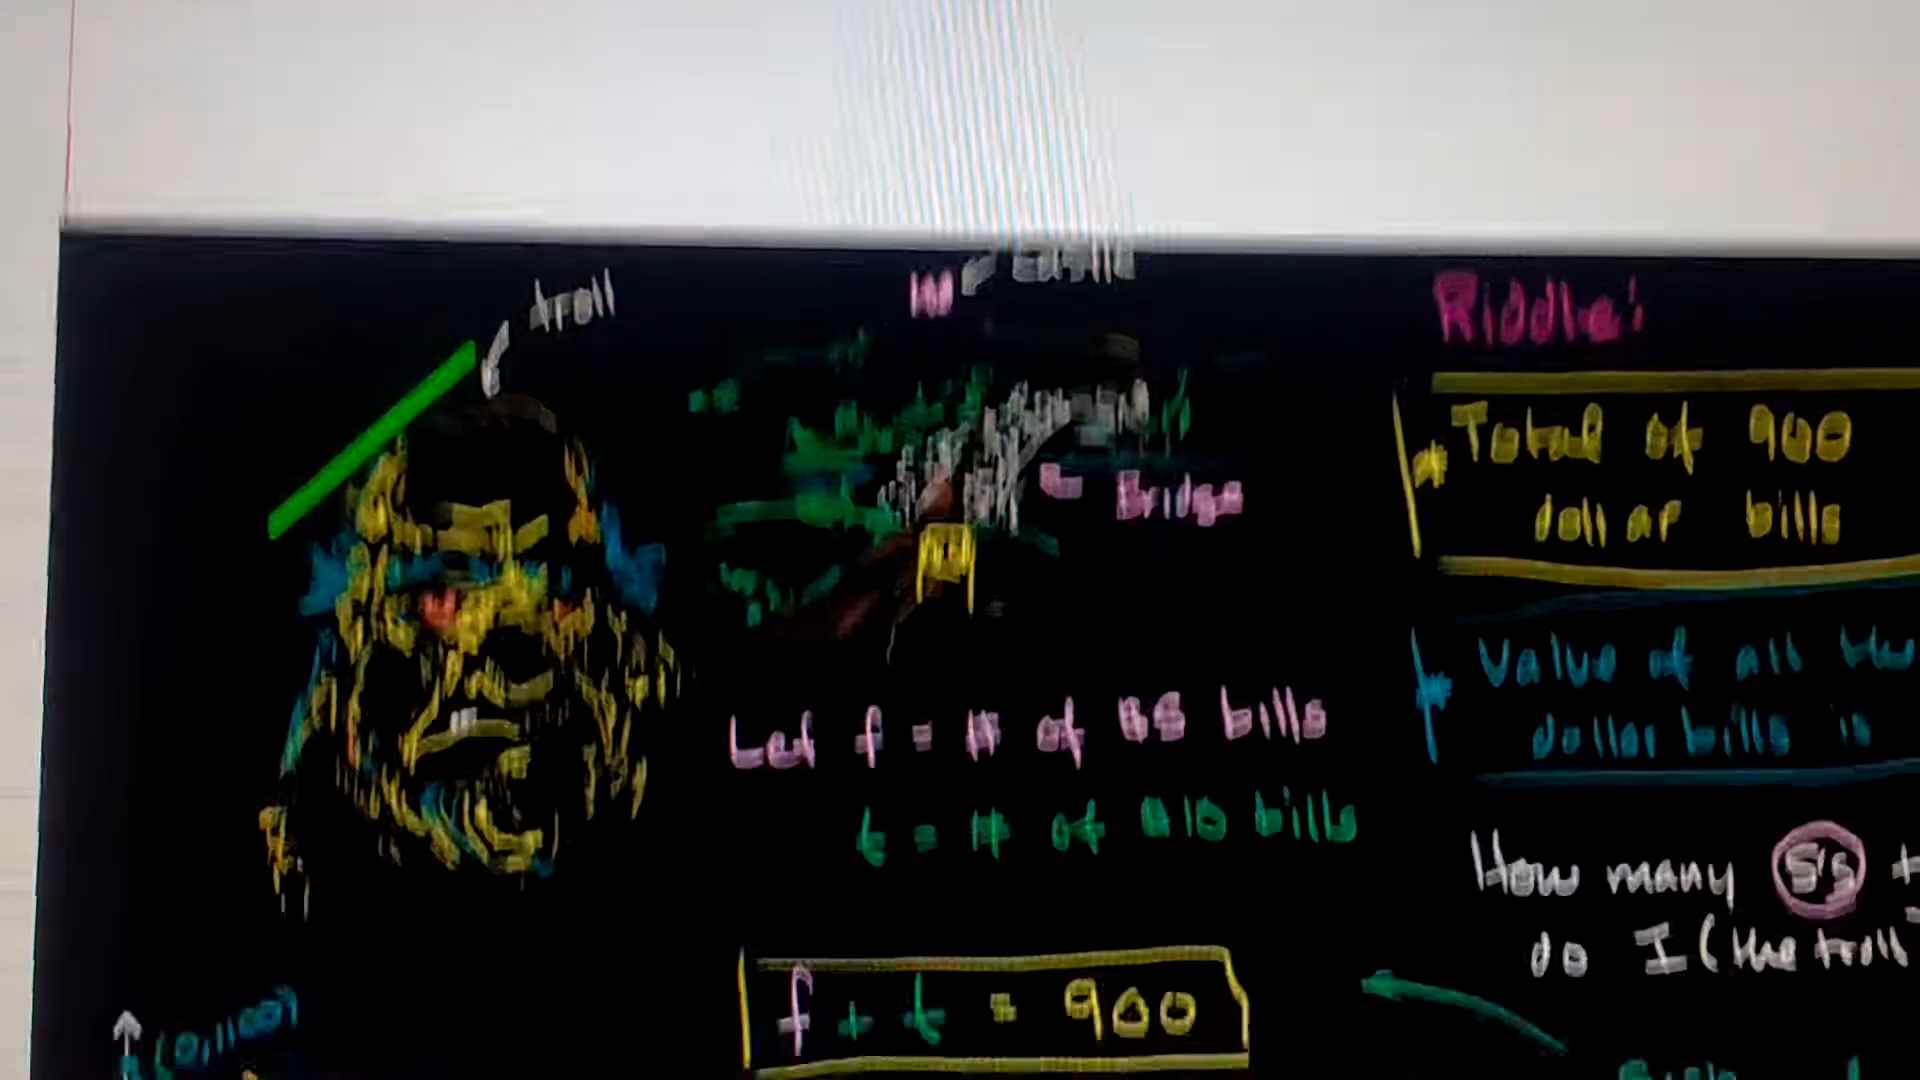 troll
Bridge
Let f = # of $5 bills
t = # of $10 bills
f + t = 900
Riddle:
* Total of 900
dollar bills
* Value of all the
dollar bills is
How many 5's
do I (the troll